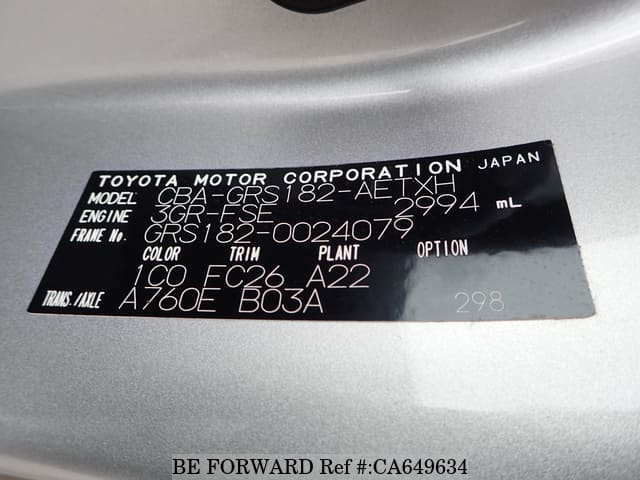 TOYOTA MOTOR CORPORATION JAPAN
MODEL CBA-GRS182-AETXH
ENGINE 3GR-FSE 2994 mL
FRAME No. GRS182-0024079
COLOR TRIM PLANT OPTION
1C0 FC26 A22
TRANS./AXLE A760E B03A 298
BE FORWARD Ref #:CA649634